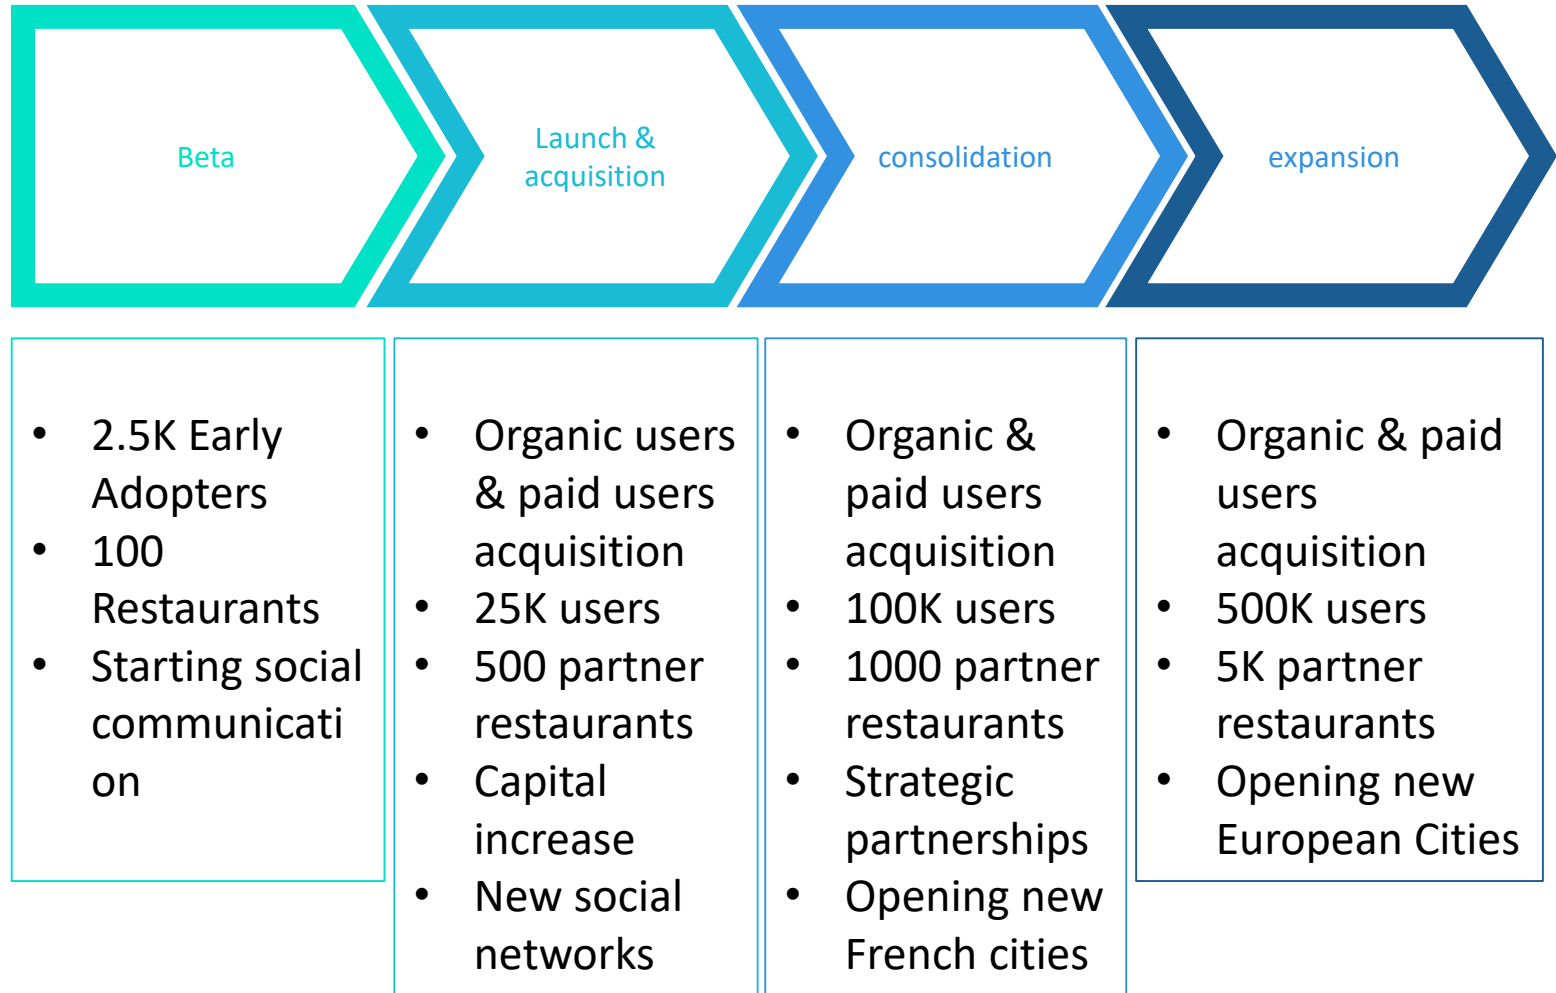 Beta
Launch &
acquisition
consolidation
expansion
• 2.5K Early
Adopters
• 100
Restaurants
• Starting social
communicati
on
• Organic users
& paid users
acquisition
• 25K users
• 500 partner
restaurants
• Capital
increase
• New social
networks
• Organic &
paid users
acquisition
• 100K users
• 1000 partner
restaurants
• Strategic
partnerships
• Opening new
French cities
• Organic & paid
users
acquisition
• 500K users
• 5K partner
restaurants
• Opening new
European Cities